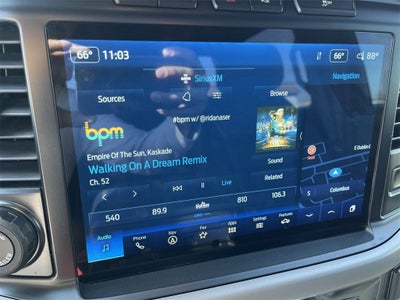 66° 11:03 66° 88°
SiriusXM Navigation
Sources Browse
#bpm w/ @ridanaser
bpm
Empire Of The Sun, Kaskade
Walking On A Dream Remix
Ch. 52
Sound
Live Related
540 89.9 810 106.3
Columbus
Audio Phone Nav Fav Apps Settings Features